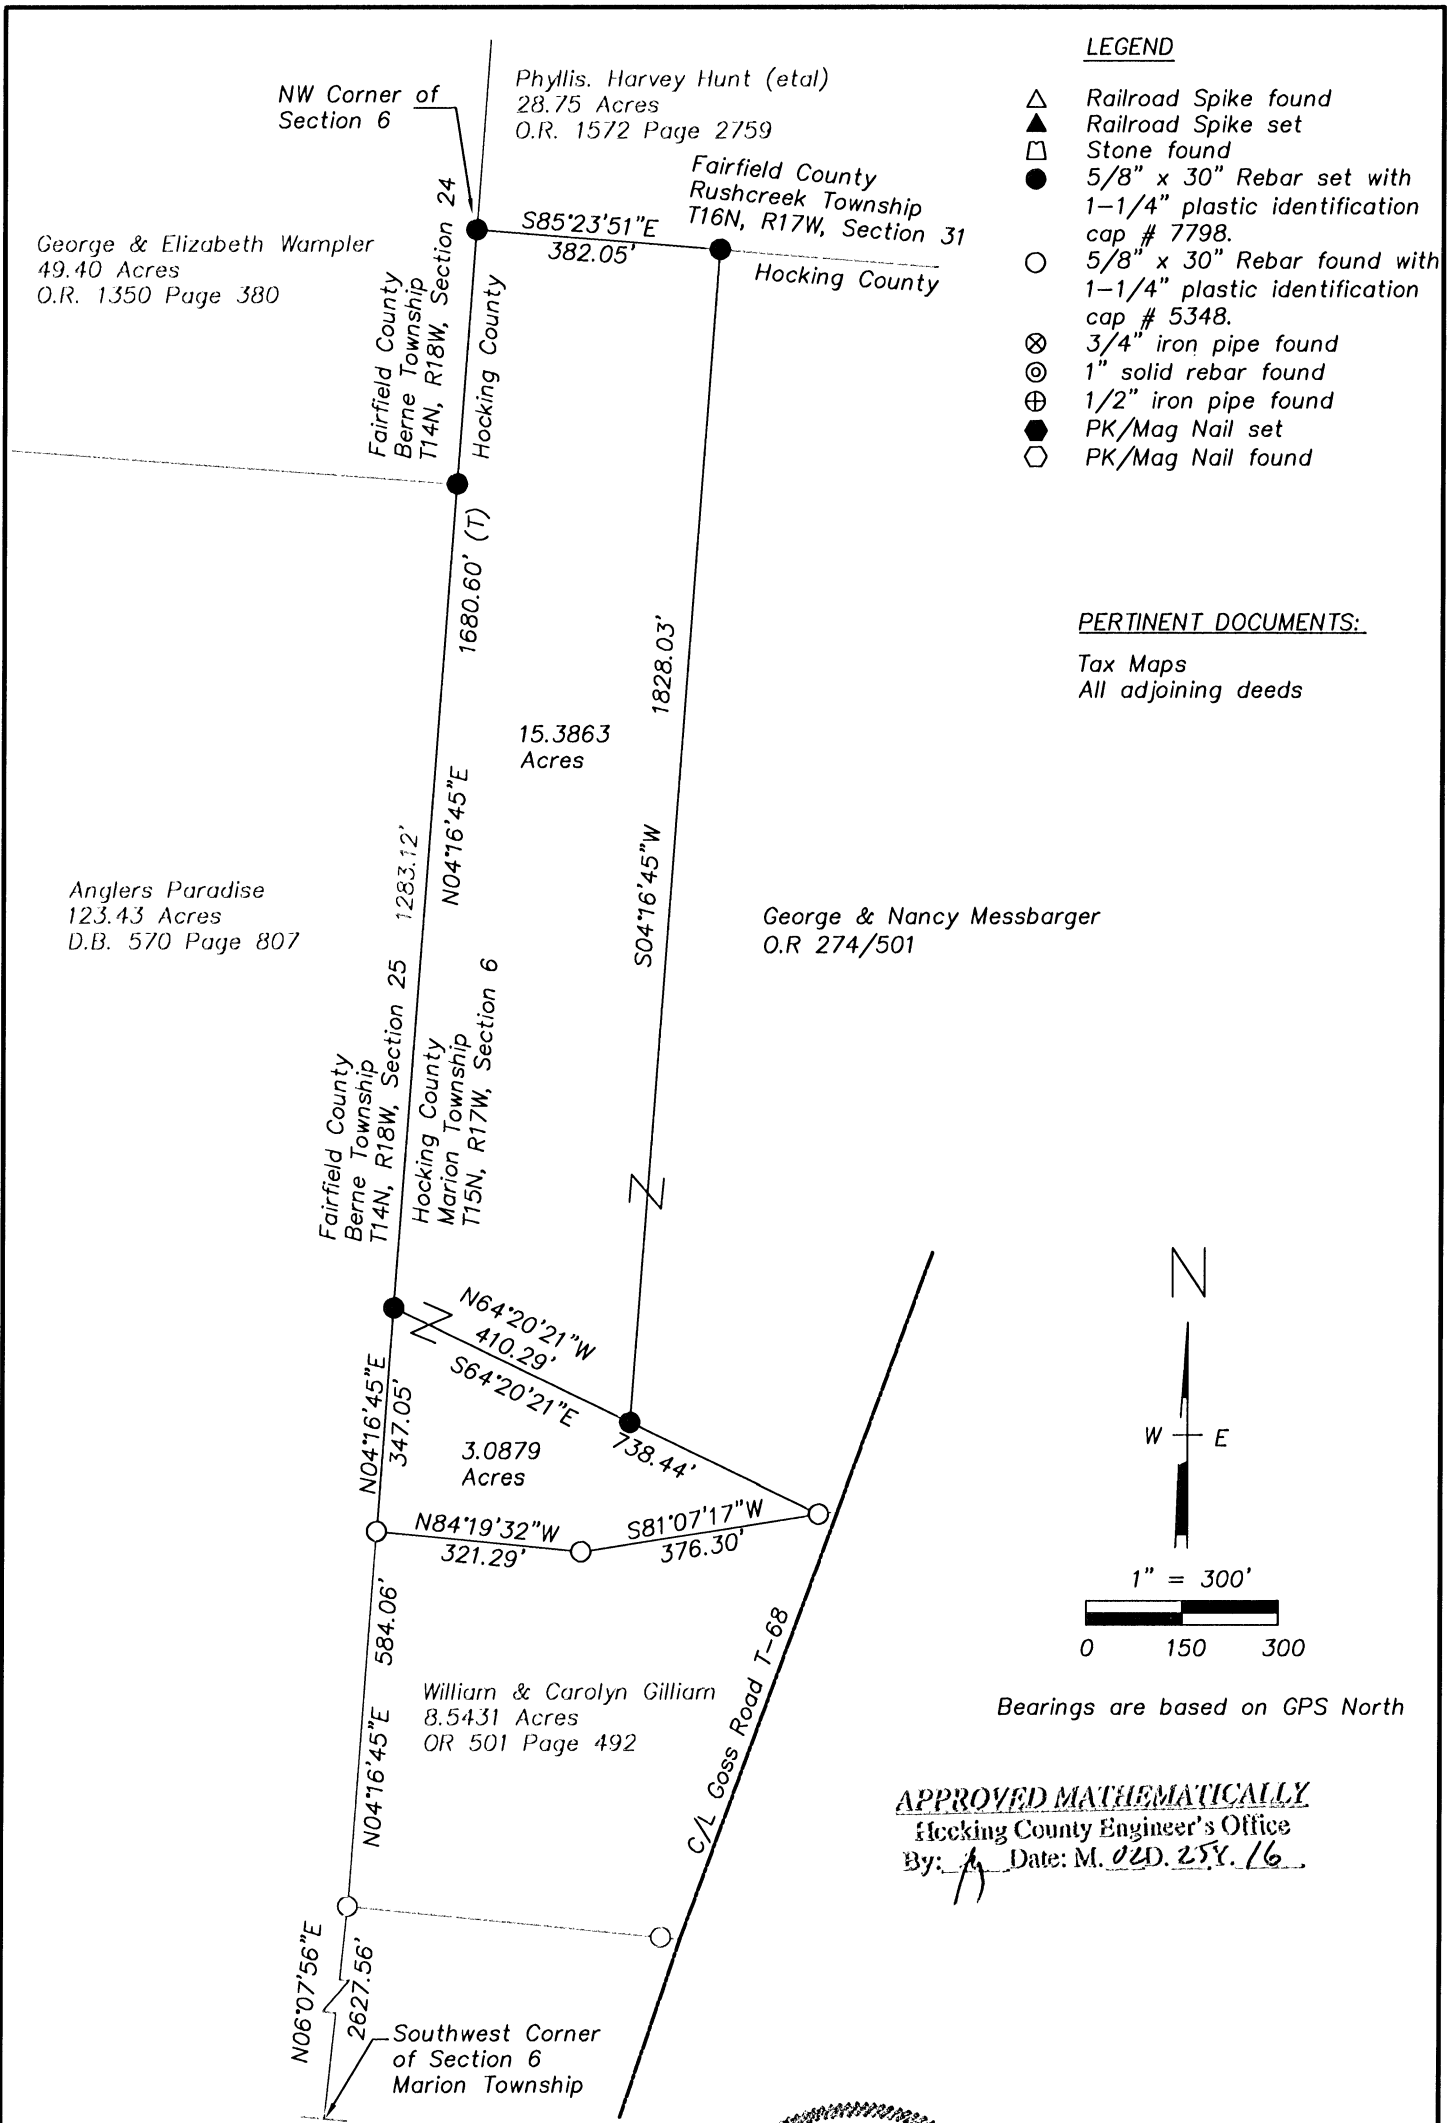 LEGEND
Railroad Spike found
Railroad Spike set
Stone found
5/8" x 30" Rebar set with
1-1/4" plastic identification
cap # 7798.
5/8" x 30" Rebar found with
1-1/4" plastic identification
cap # 5348.
3/4" iron pipe found
1" solid rebar found
1/2" iron pipe found
PK/Mag Nail set
PK/Mag Nail found
PERTINENT DOCUMENTS:
Tax Maps
All adjoining deeds
NW Corner of
Section 6
Phyllis. Harvey Hunt (etal)
28.75 Acres
O.R. 1572 Page 2759
Fairfield County
Rushcreek Township
T16N, R17W, Section 31
S85°23'51"E
382.05'
Hocking County
George & Elizabeth Wampler
49.40 Acres
O.R. 1350 Page 380
Fairfield County
Berne Township
T14N, R18W, Section 24
Hocking County
1680.60' (T)
N04°16'45"E
1283.12'
1828.03'
S04°16'45"W
15.3863
Acres
Anglers Paradise
123.43 Acres
D.B. 570 Page 807
George & Nancy Messbarger
O.R 274/501
Fairfield County
Berne Township
T14N, R18W, Section 25
Hocking County
Marion Township
T15N, R17W, Section 6
N64°20'21"W
410.29'
S64°20'21"E
738.44'
N04°16'45"E
347.05'
3.0879
Acres
N84°19'32"W
321.29'
S81°07'17"W
376.30'
N04°16'45"E 584.06'
William & Carolyn Gilliam
8.5431 Acres
OR 501 Page 492
C/L Goss Road T-68
N06°07'56"E
2627.56'
Southwest Corner
of Section 6
Marion Township
N
W E
1" = 300'
0 150 300
Bearings are based on GPS North
APPROVED MATHEMATICALLY
Hocking County Engineer's Office
By: Date: M. 02 D. 25 Y. 16